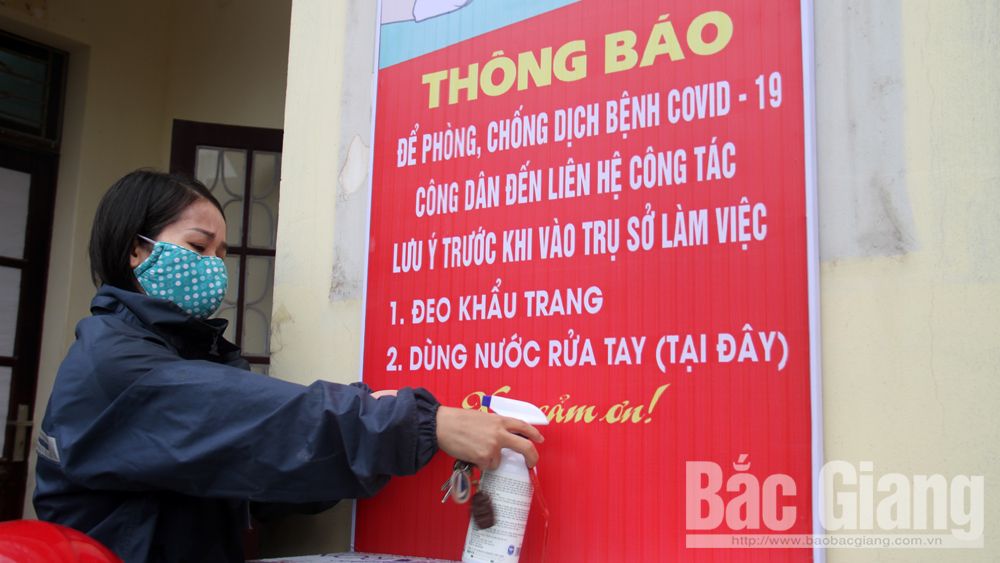 THÔNG BÁO
ĐỂ PHÒNG, CHỐNG DỊCH BỆNH COVID - 19
CÔNG DÂN ĐẾN LIÊN HỆ CÔNG TÁC
LƯU Ý TRƯỚC KHI VÀO TRỤ SỞ LÀM VIỆC
1. ĐEO KHẨU TRANG
2. DÙNG NƯỚC RỬA TAY (TẠI ĐÂY)
cảm ơn!
Bắc Giang
http://www.baobacgiang.com.vn